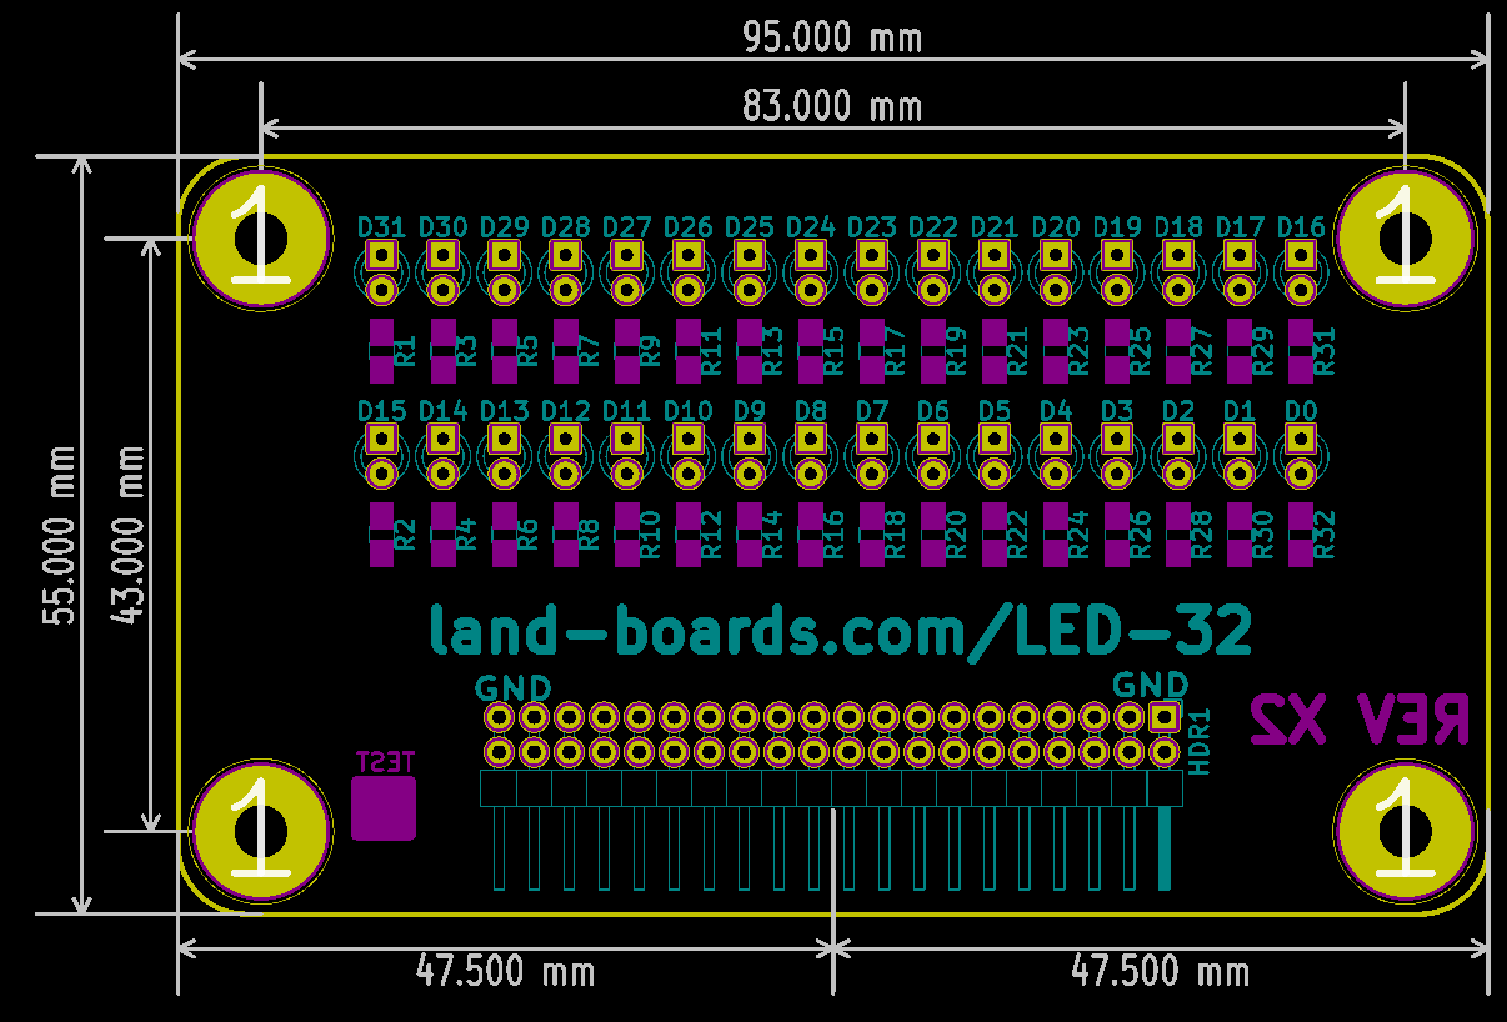 95.000 mm
83.000 mm
1 1
D31 D30 D29 D28 D27 D26 D25 D24 D23 D22 D21 D20 D19 D18 D17 D16
R1 R3 R5 R7 R9 R11 R13 R15 R17 R19 R21 R23 R25 R27 R29 R31
D15 D14 D13 D12 D11 D10 D9 D8 D7 D6 D5 D4 D3 D2 D1 D0
R2 R4 R6 R8 R10 R12 R14 R16 R18 R20 R22 R24 R26 R28 R30 R32
55.000 mm
43.000 mm
land-boards.com/LED-32
GND GND
HDR1
REV X2
TEST
1 1
47.500 mm 47.500 mm